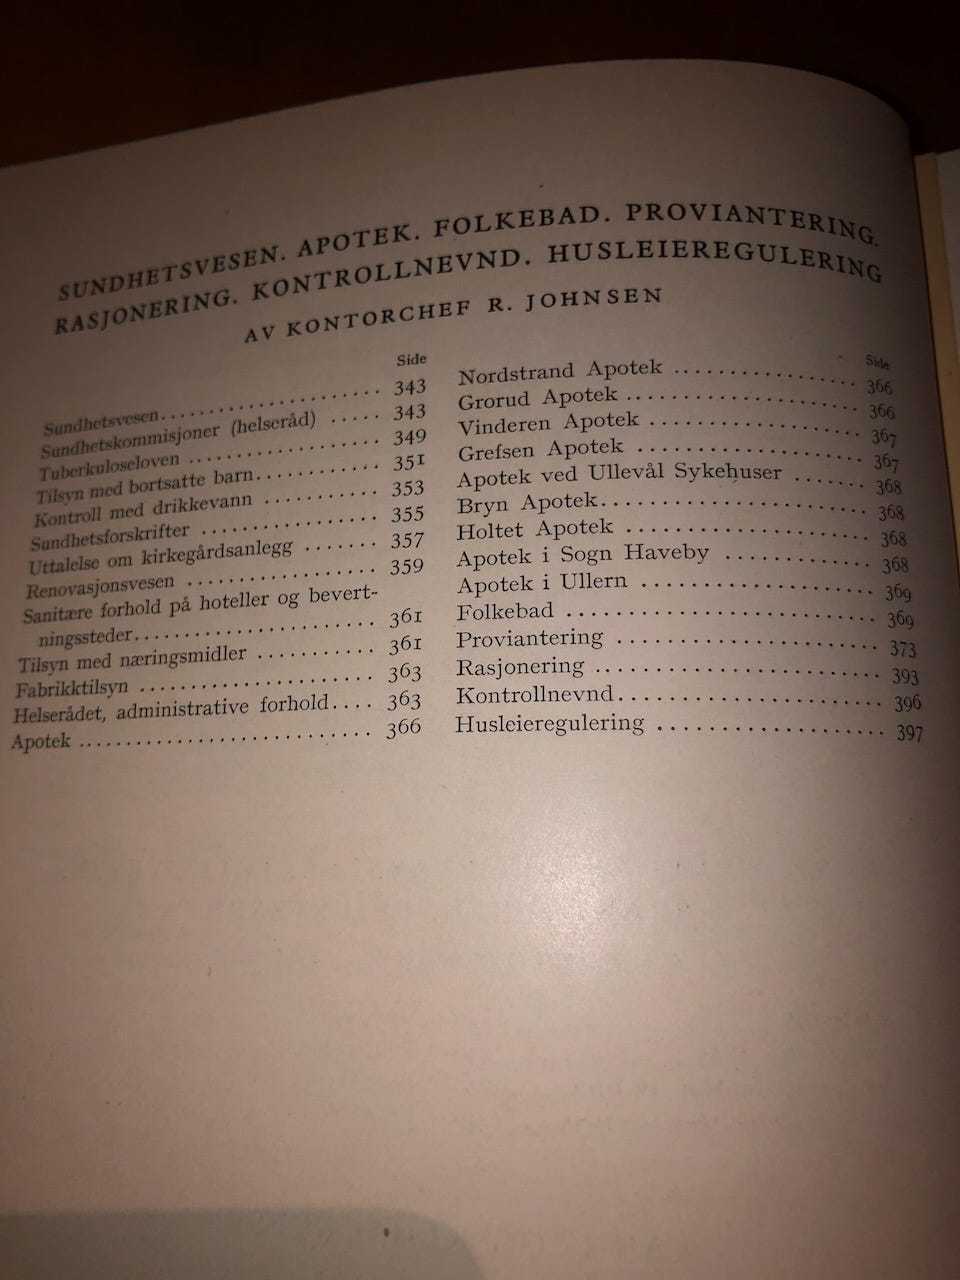 SUNDHETSVESEN. APOTEK. FOLKEBAD. PROVIANTERING.
RASJONERING. KONTROLLNEVND. HUSLEIEREGULERING
AV KONTORCHEF R. JOHNSEN
Side
Sundhetsvesen........................ 343
Sundhetskommisjoner (helseråd) ..... 343
Tuberkuloseloven ..................... 349
Tilsyn med bortsatte barn............. 351
Kontroll med drikkevann ............. 353
Sundhetsforskrifter ................... 355
Uttalelse om kirkegårdsanlegg ....... 357
Renovasjonsvesen ................... 359
Sanitære forhold på hoteller og bevert-
ningssteder....................... 361
Tilsyn med næringsmidler ........... 361
Fabrikktilsyn ....................... 363
Helserådet, administrative forhold.... 363
Apotek ............................. 366
Side
Nordstrand Apotek ................. 366
Grorud Apotek ..................... 366
Vinderen Apotek ................... 367
Grefsen Apotek ..................... 367
Apotek ved Ullevål Sykehuser ....... 368
Bryn Apotek......................... 368
Holtet Apotek ..................... 368
Apotek i Sogn Haveby ............. 368
Apotek i Ullern ..................... 369
Folkebad ........................... 369
Proviantering ....................... 373
Rasjonering ......................... 393
Kontrollnevnd....................... 396
Husleieregulering ................... 397